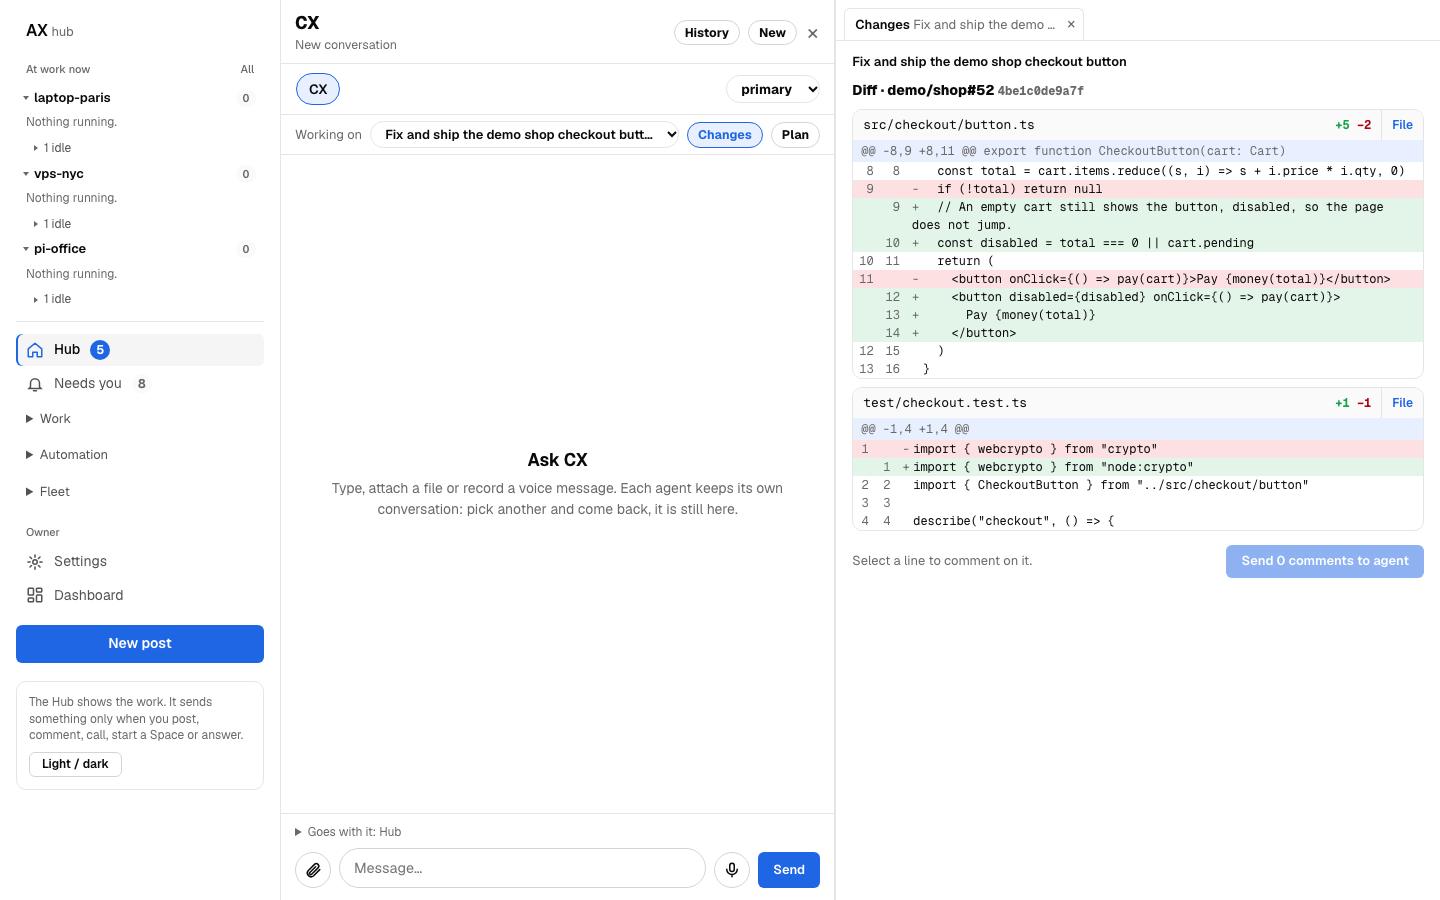 AX hub
At work now All
laptop-paris 0
Nothing running.
1 idle
vps-nyc 0
Nothing running.
1 idle
pi-office 0
Nothing running.
1 idle
Hub 5
Needs you 8
Work
Automation
Fleet
Owner
Settings
Dashboard
New post
The Hub shows the work. It sends
something only when you post,
comment, call, start a Space or answer.
Light / dark
CX
New conversation
History New ×
CX primary
Working on Fix and ship the demo shop checkout butt... Changes Plan
Ask CX
Type, attach a file or record a voice message. Each agent keeps its own
conversation: pick another and come back, it is still here.
Goes with it: Hub
Message...
Send
Changes Fix and ship the demo ... ×
Fix and ship the demo shop checkout button
Diff · demo/shop#52 4be1c0de9a7f
src/checkout/button.ts +5 −2 File
@@ -8,9 +8,11 @@ export function CheckoutButton(cart: Cart)
8 8 const total = cart.items.reduce((s, i) => s + i.price * i.qty, 0)
9 - if (!total) return null
9 + // An empty cart still shows the button, disabled, so the page
does not jump.
10 + const disabled = total === 0 || cart.pending
10 11 return (
11 - <button onClick={() => pay(cart)}>Pay {money(total)}</button>
12 + <button disabled={disabled} onClick={() => pay(cart)}>
13 + Pay {money(total)}
14 + </button>
12 15 )
13 16 }
test/checkout.test.ts +1 −1 File
@@ -1,4 +1,4 @@
1 - import { webcrypto } from "crypto"
1 + import { webcrypto } from "node:crypto"
2 2 import { CheckoutButton } from "../src/checkout/button"
3 3
4 4 describe("checkout", () => {
Select a line to comment on it. Send 0 comments to agent